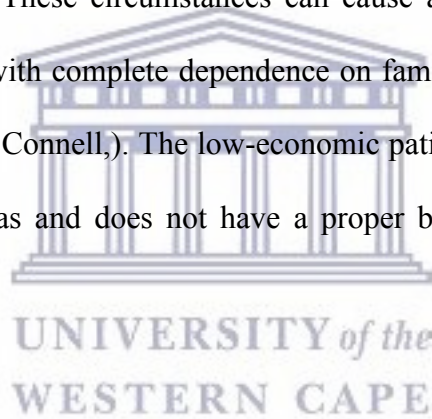 These circumstances can cause a
with complete dependence on fam
Connell,). The low-economic pati
as and does not have a proper b
UNIVERSITY of the
WESTERN CAPE